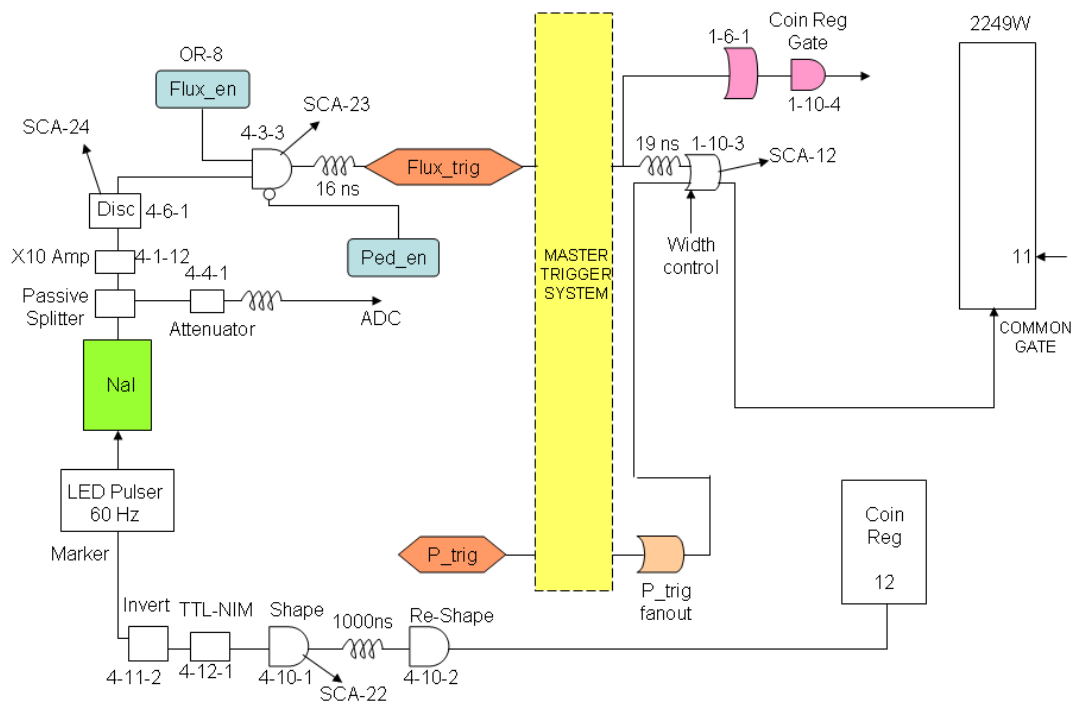 OR-8
Flux_en
SCA-24
4-3-3
SCA-23
16 ns
Flux_trig
Disc
4-6-1
X10 Amp
4-1-12
Ped_en
Passive
Splitter
4-4-1
Attenuator
ADC
NaI
LED Pulser
60 Hz
Marker
Invert
4-11-2
TTL-NIM
4-12-1
Shape
4-10-1
SCA-22
1000ns
Re-Shape
4-10-2
MASTER
TRIGGER
SYSTEM
P_trig
P_trig
fanout
1-6-1
Coin Reg
Gate
1-10-4
19 ns
1-10-3
SCA-12
Width
control
2249W
11
COMMON
GATE
Coin
Reg
12